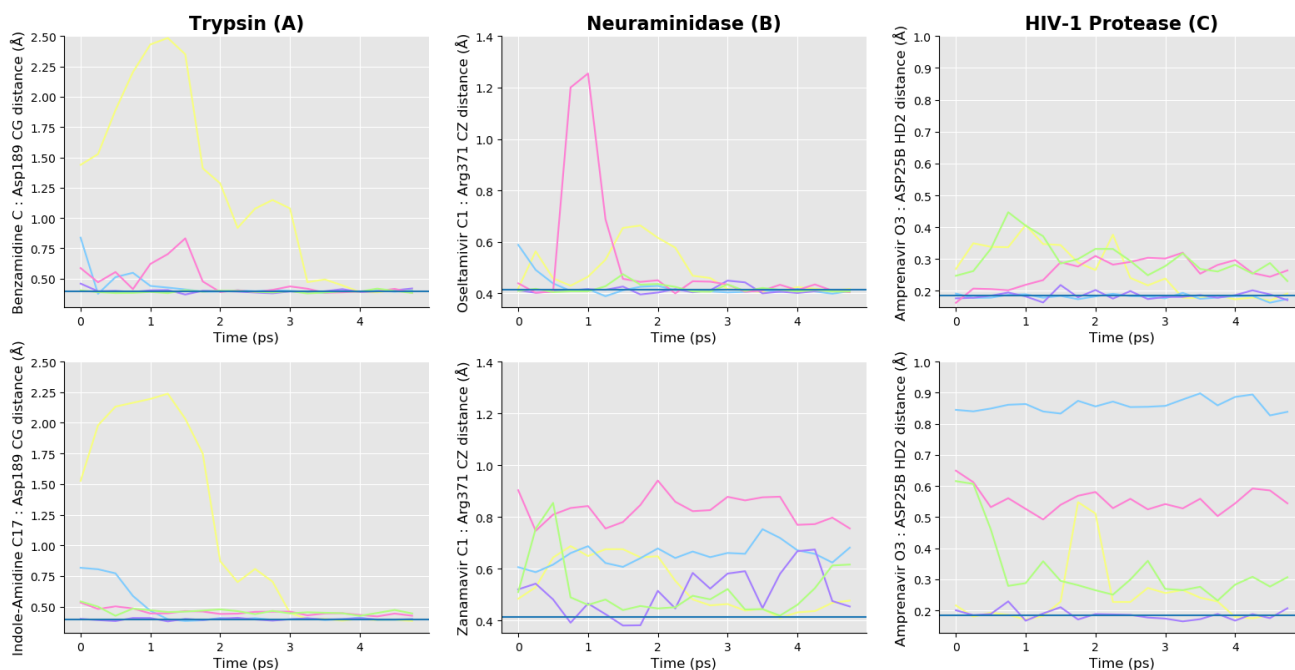 Trypsin (A)
Neuraminidase (B)
HIV-1 Protease (C)
Benzamidine C : Asp189 CG distance (Å)
2.50
2.25
2.00
1.75
1.50
1.25
1.00
0.75
0.50
0 1 2 3 4
Time (ps)
Oseltamavir C1 : Arg371 CZ distance (Å)
1.4
1.2
1.0
0.8
0.6
0.4
0 1 2 3 4
Time (ps)
Amprenavir O3 : ASP25B HD2 distance (Å)
1.0
0.9
0.8
0.7
0.6
0.5
0.4
0.3
0.2
0 1 2 3 4
Time (ps)
Indole-Amidine C17 : Asp189 CG distance (Å)
2.50
2.25
2.00
1.75
1.50
1.25
1.00
0.75
0.50
0 1 2 3 4
Time (ps)
Zanamavir C1 : Arg371 CZ distance (Å)
1.4
1.2
1.0
0.8
0.6
0.4
0 1 2 3 4
Time (ps)
Amprenavir O3 : ASP25B HD2 distance (Å)
1.0
0.9
0.8
0.7
0.6
0.5
0.4
0.3
0.2
0 1 2 3 4
Time (ps)